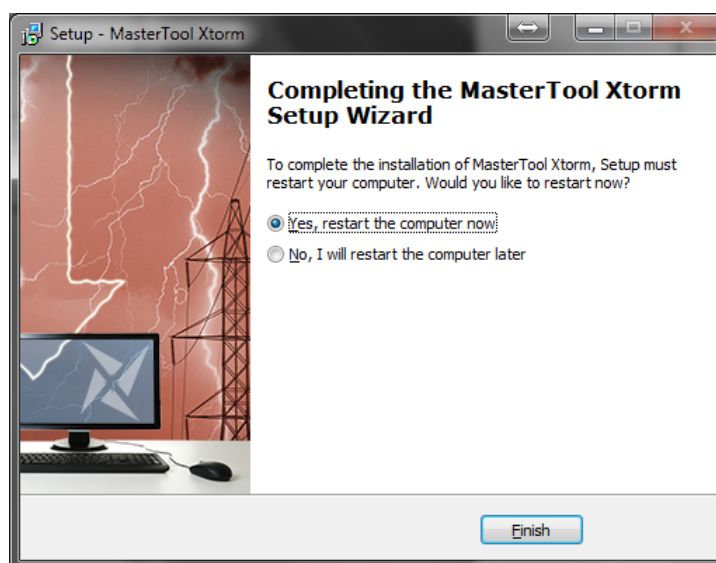 Setup - MasterTool Xtorm
Completing the MasterTool Xtorm
Setup Wizard
To complete the installation of MasterTool Xtorm, Setup must
restart your computer. Would you like to restart now?
Yes, restart the computer now
No, I will restart the computer later
Finish